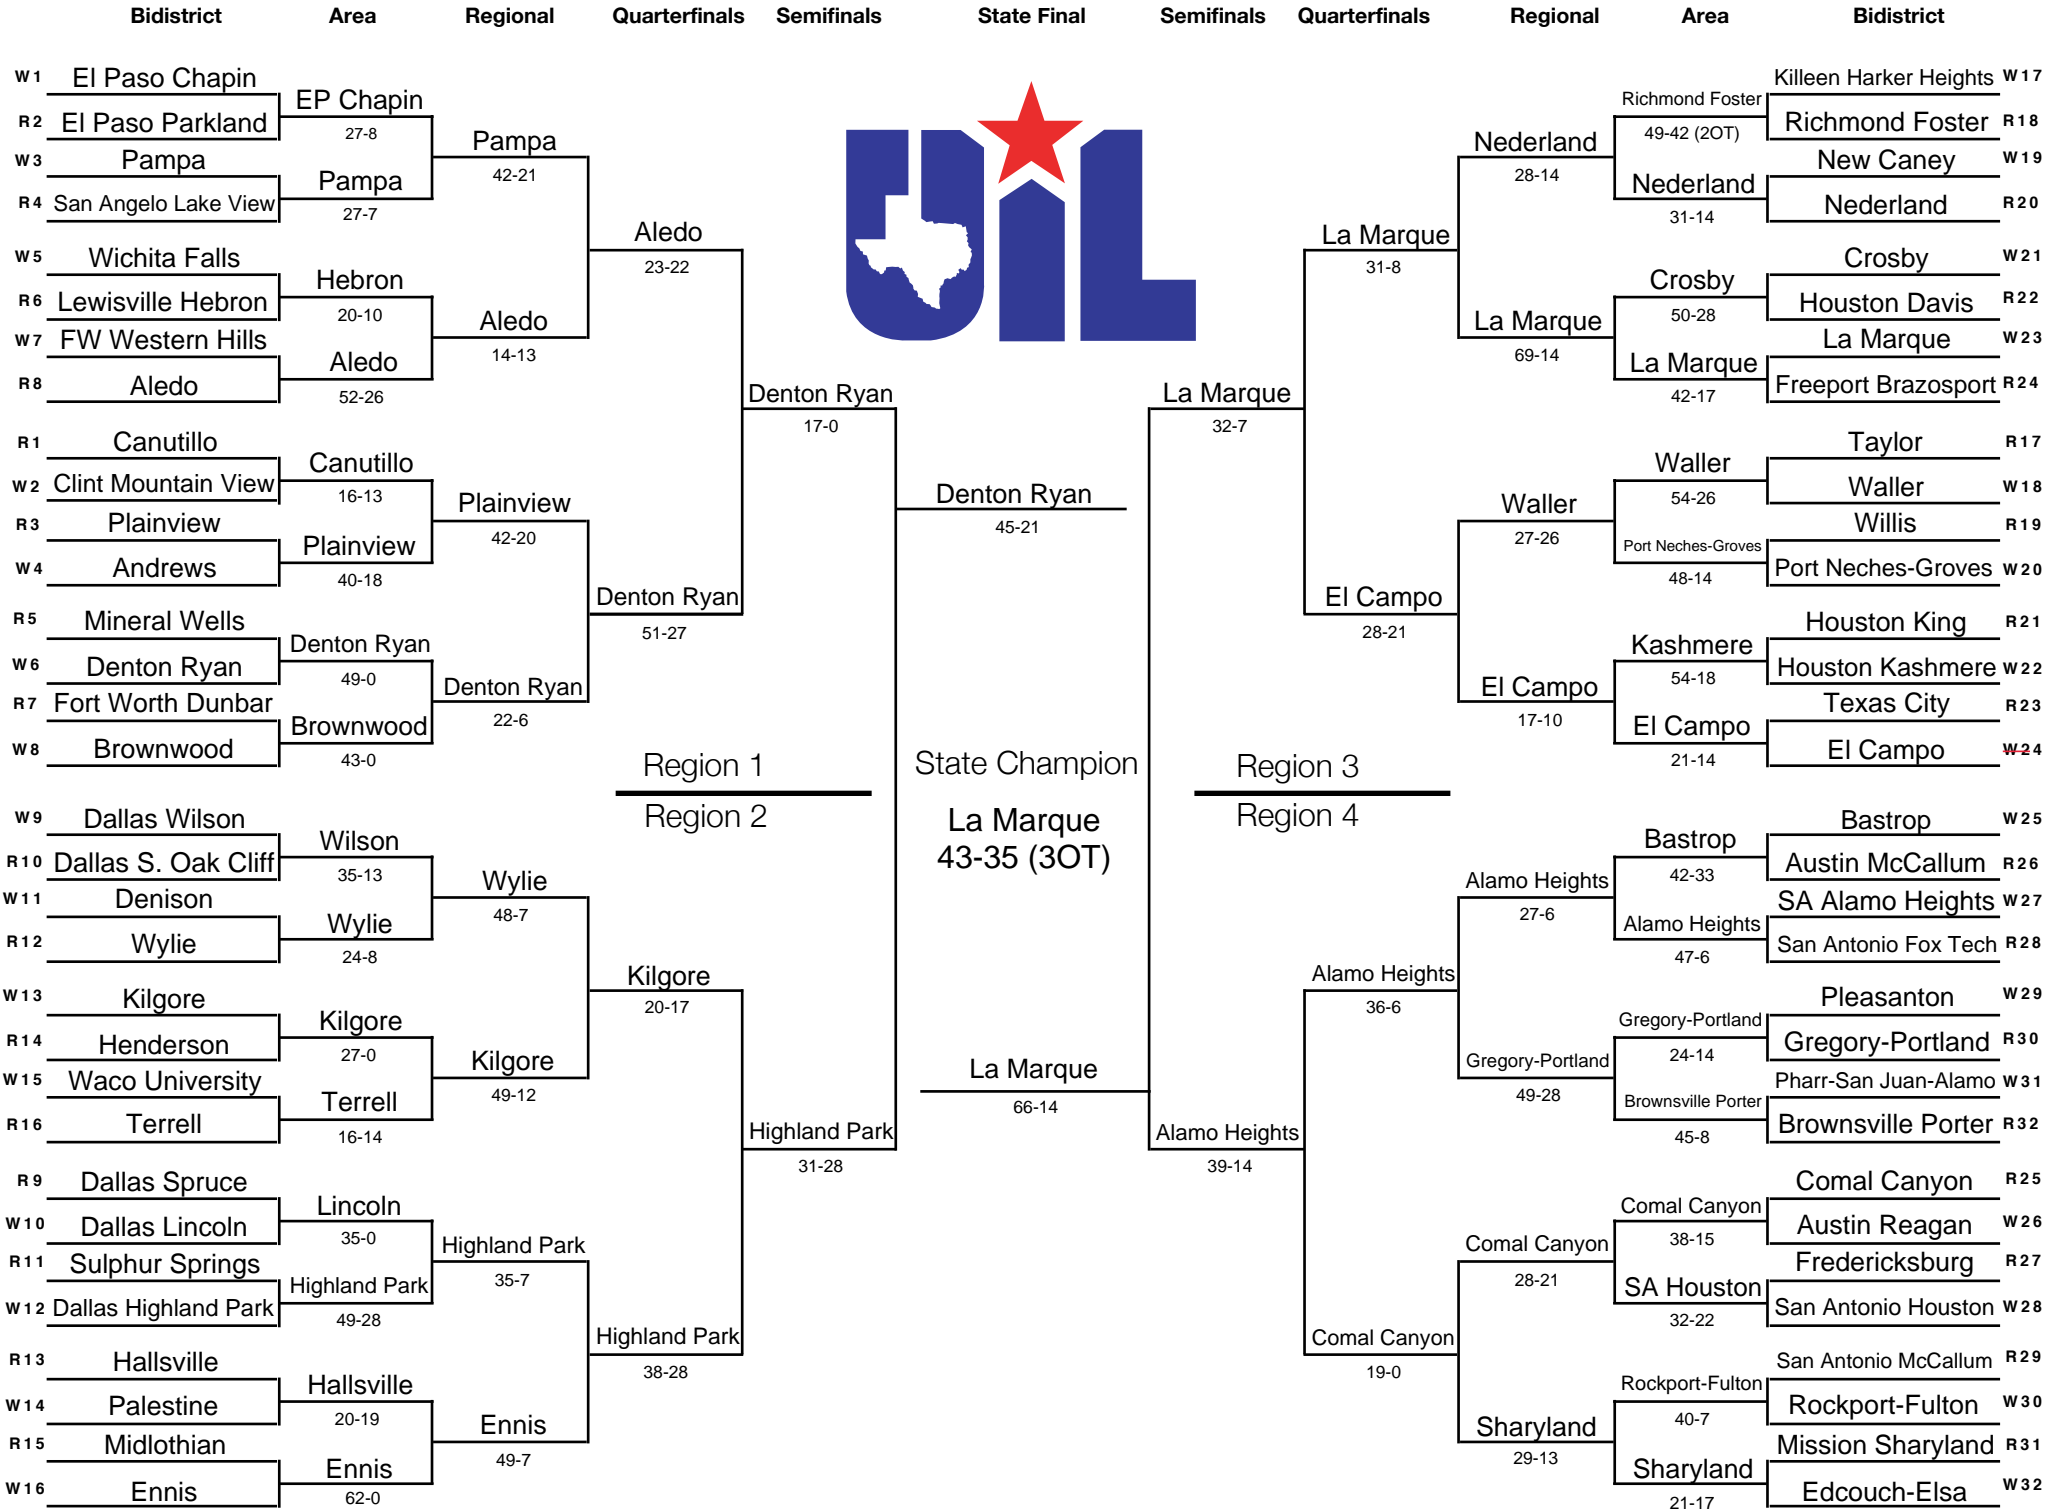 Bidistrict Area Regional Quarterfinals Semifinals State Final Semifinals Quarterfinals Regional Area Bidistrict
W1 El Paso Chapin
R2 El Paso Parkland
W3 Pampa
R4 San Angelo Lake View
W5 Wichita Falls
R6 Lewisville Hebron
W7 FW Western Hills
R8 Aledo
R1 Canutillo
W2 Clint Mountain View
R3 Plainview
W4 Andrews
R5 Mineral Wells
W6 Denton Ryan
R7 Fort Worth Dunbar
W8 Brownwood
W9 Dallas Wilson
R10 Dallas S. Oak Cliff
W11 Denison
R12 Wylie
W13 Kilgore
R14 Henderson
W15 Waco University
R16 Terrell
R9 Dallas Spruce
W10 Dallas Lincoln
R11 Sulphur Springs
W12 Dallas Highland Park
R13 Hallsville
W14 Palestine
R15 Midlothian
W16 Ennis
EP Chapin
27-8
Pampa
27-7
Hebron
20-10
Aledo
52-26
Canutillo
16-13
Plainview
40-18
Denton Ryan
49-0
Brownwood
43-0
Wilson
35-13
Wylie
24-8
Kilgore
27-0
Terrell
16-14
Lincoln
35-0
Highland Park
49-28
Hallsville
20-19
Ennis
62-0
Pampa
42-21
Aledo
14-13
Plainview
42-20
Denton Ryan
22-6
Wylie
48-7
Kilgore
49-12
Highland Park
35-7
Ennis
49-7
Aledo
23-22
Denton Ryan
51-27
Region 1
Region 2
Kilgore
20-17
Highland Park
38-28
Denton Ryan
17-0
Highland Park
31-28
UIL
Denton Ryan
45-21
State Champion
La Marque
43-35 (3OT)
La Marque
66-14
La Marque
32-7
Alamo Heights
39-14
La Marque
31-8
El Campo
28-21
Region 3
Region 4
Alamo Heights
36-6
Comal Canyon
19-0
Nederland
28-14
La Marque
69-14
Waller
27-26
El Campo
17-10
Alamo Heights
27-6
Gregory-Portland
49-28
Comal Canyon
28-21
Sharyland
29-13
Richmond Foster
49-42 (2OT)
Nederland
31-14
Crosby
50-28
La Marque
42-17
Waller
54-26
Port Neches-Groves
48-14
Kashmere
54-18
El Campo
21-14
Bastrop
42-33
Alamo Heights
47-6
Gregory-Portland
24-14
Brownsville Porter
45-8
Comal Canyon
38-15
SA Houston
32-22
Rockport-Fulton
40-7
Sharyland
21-17
Killeen Harker Heights W17
Richmond Foster R18
New Caney W19
Nederland R20
Crosby W21
Houston Davis R22
La Marque W23
Freeport Brazosport R24
Taylor R17
Waller W18
Willis R19
Port Neches-Groves W20
Houston King R21
Houston Kashmere W22
Texas City R23
El Campo W24
Bastrop W25
Austin McCallum R26
SA Alamo Heights W27
San Antonio Fox Tech R28
Pleasanton W29
Gregory-Portland R30
Pharr-San Juan-Alamo W31
Brownsville Porter R32
Comal Canyon R25
Austin Reagan W26
Fredericksburg R27
San Antonio Houston W28
San Antonio McCallum R29
Rockport-Fulton W30
Mission Sharyland R31
Edcouch-Elsa W32